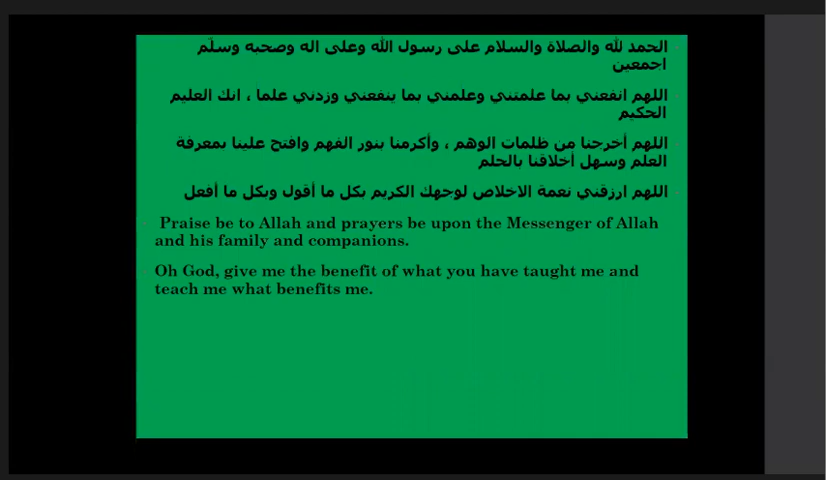 الحمد لله والصلاة والسلام على رسول الله وعلى اله وصحبه وسلّم
اجمعين
اللهم انفعني بما علمتني وعلمني بما ينفعني وزدني علما ، انك العليم
الحكيم
اللهم أخرجنا من ظلمات الوهم ، وأكرمنا بنور الفهم وافتح علينا بمعرفة
العلم وسهل أخلاقنا بالحلم
اللهم ارزقني نعمة الاخلاص لوجهك الكريم بكل ما أقول وبكل ما أفعل
Praise be to Allah and prayers be upon the Messenger of Allah
and his family and companions.
Oh God, give me the benefit of what you have taught me and
teach me what benefits me.